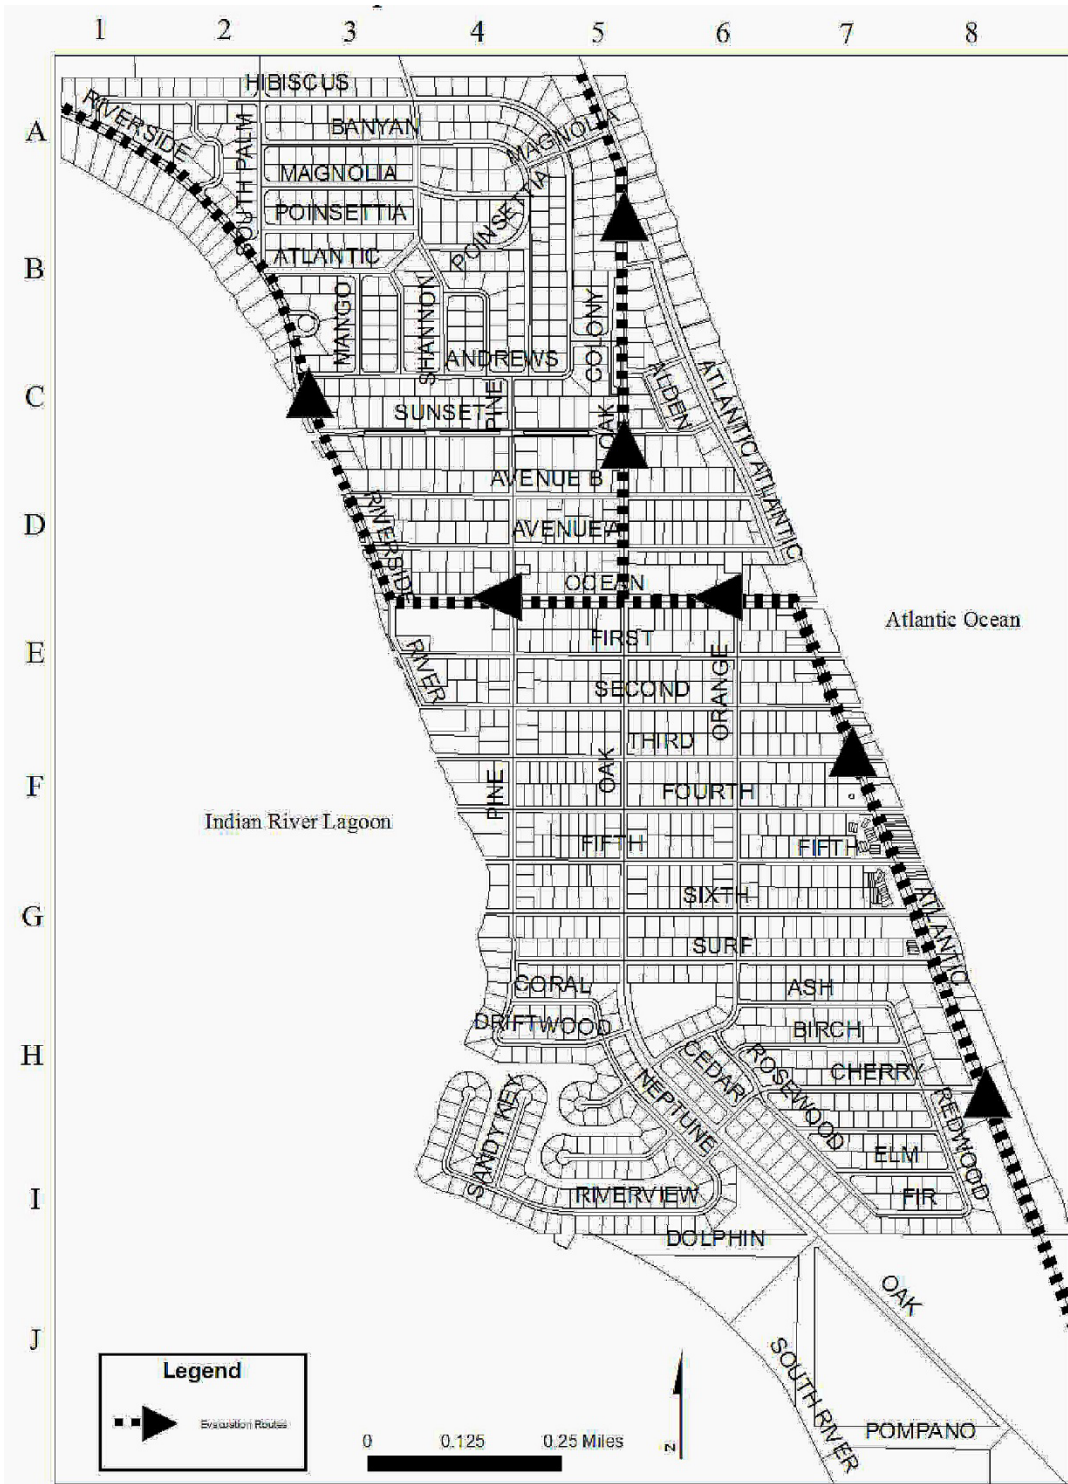 1 2 3 4 5 6 7 8
A
B
C
D
E
F
G
H
I
J
HIBISCUS
RIVERSIDE
BANYAN
MAGNOLIA
SOUTH PALM
MAGNOLIA
POINSETTIA
POINSETTIA
ATLANTIC
MANGO
SHANNON
COLONY
ANDREWS
ALDEN
ATLANTIC
SUNSET
PINE
OAK
ATLANTIC
AVENUE B
RIVERSIDE
AVENUE A
OCEAN
Atlantic Ocean
FIRST
RIVER
SECOND
ORANGE
THIRD
PINE
OAK
FOURTH
Indian River Lagoon
FIFTH
FIFTH
SIXTH
ATLANTIC
SURF
CORAL
ASH
DRIFTWOOD
BIRCH
CEDAR
ROSEWOOD
CHERRY
NEPTUNE
SANDY KEY
REDWOOD
ELM
RIVERVIEW
FIR
DOLPHIN
OAK
SOUTH RIVER
POMPANO
Legend
Evacuation Routes
0 0.125 0.25 Miles
N